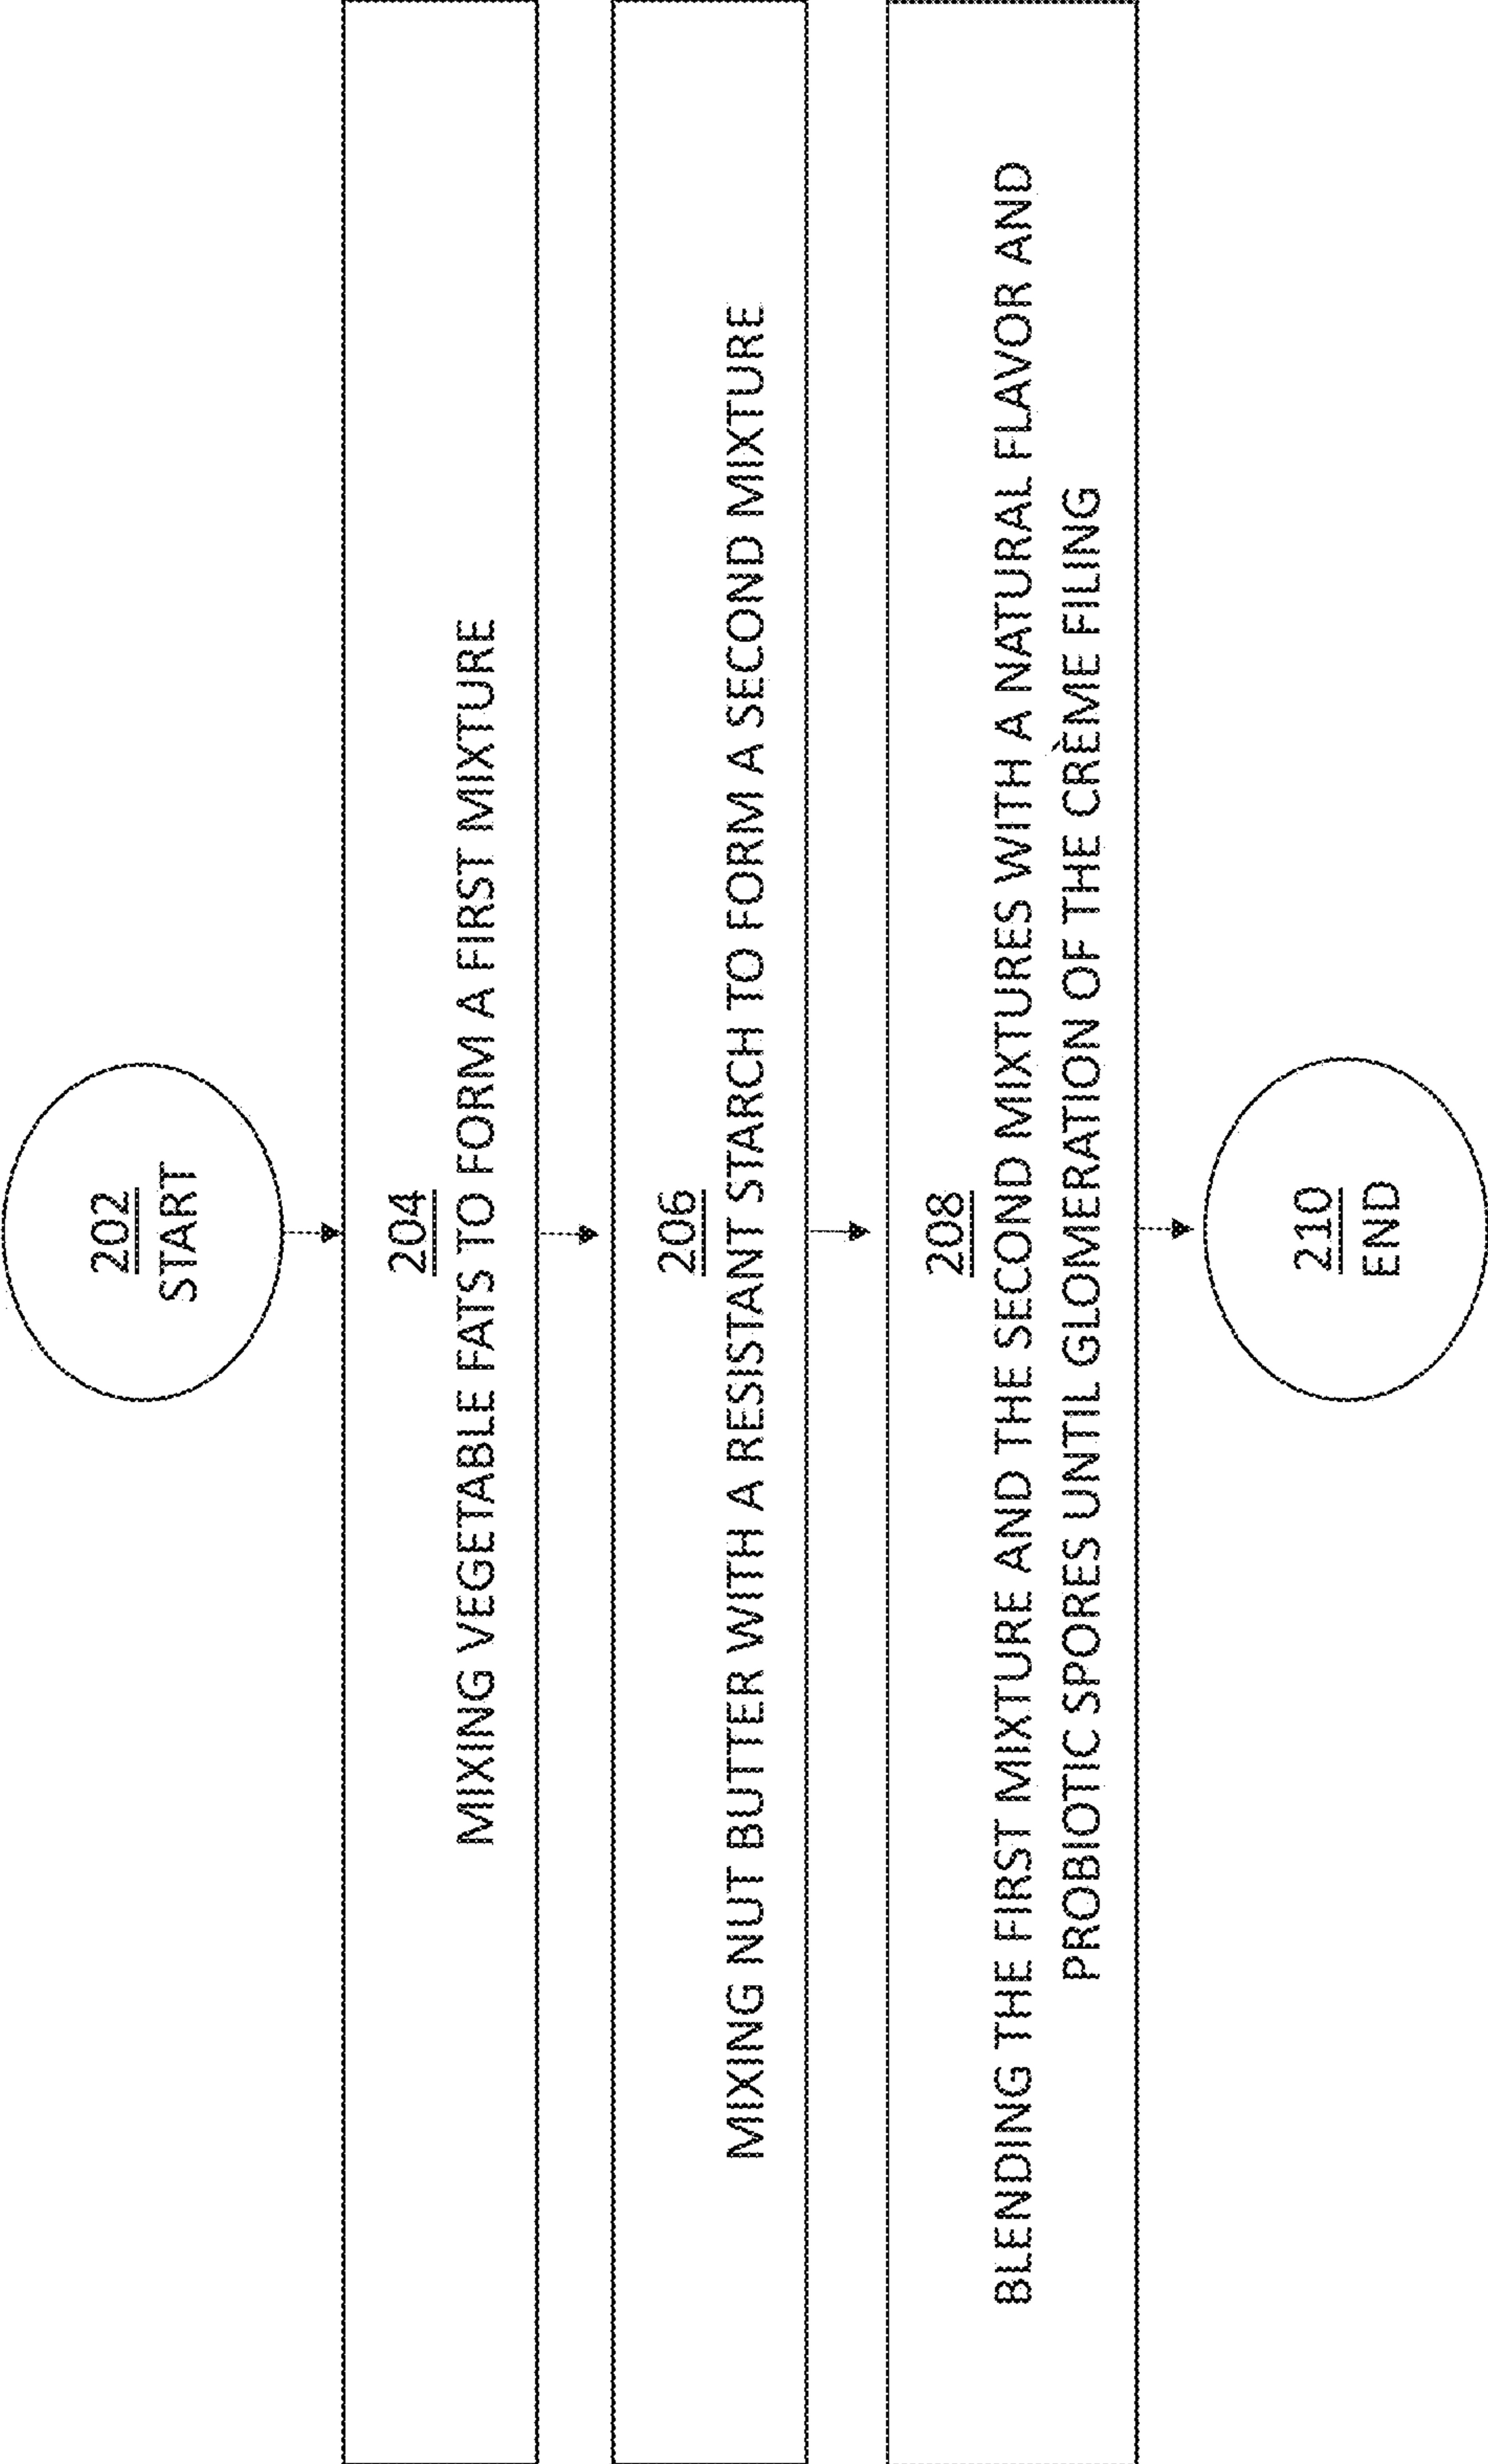 202
START
204
MIXING VEGETABLE FATS TO FORM A FIRST MIXTURE
206
MIXING NUT BUTTER WITH A RESISTANT STARCH TO FORM A SECOND MIXTURE
208
BLENDING THE FIRST MIXTURE AND THE SECOND MIXTURES WITH A NATURAL FLAVOR AND
PROBIOTIC SPORES UNTIL GLOMERATION OF THE CRÈME FILING
210
END